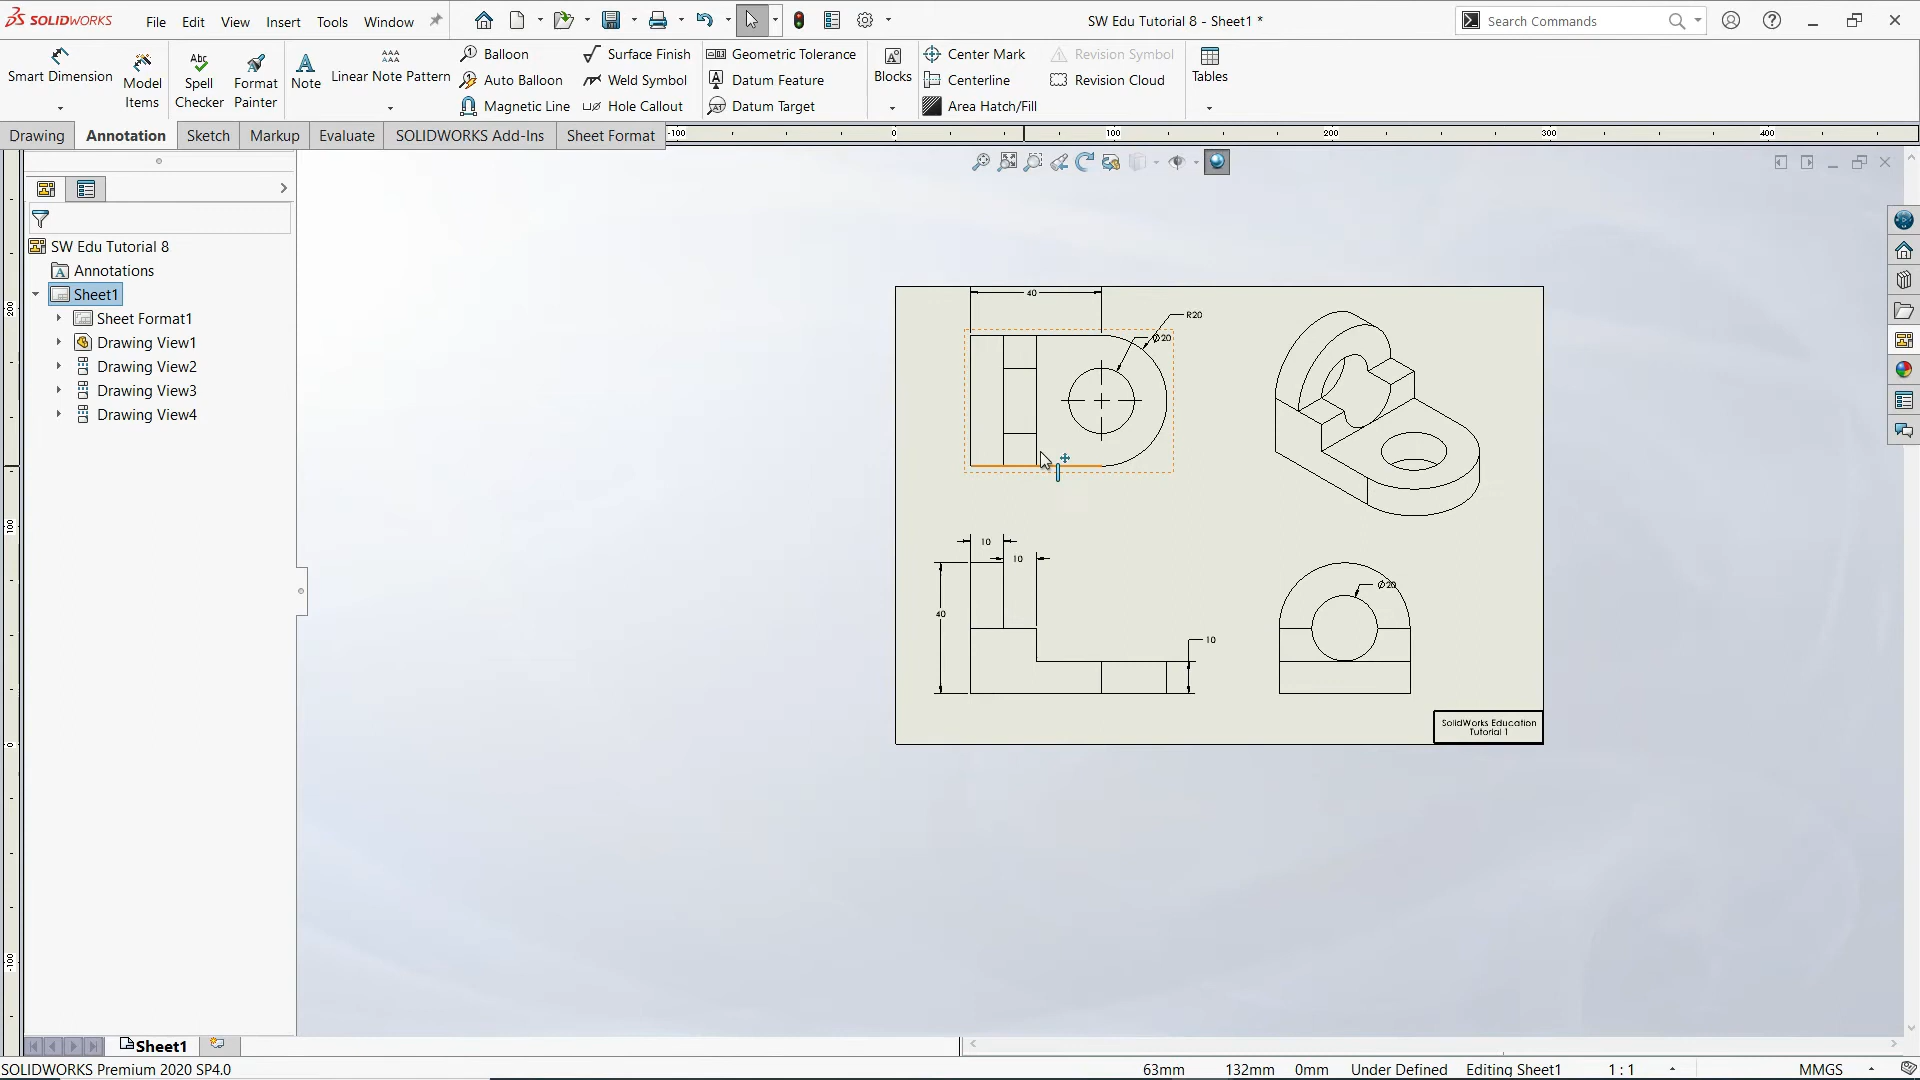 SOLIDWORKS File Edit View Insert Tools Window SW Edu Tutorial 8 - Sheet1 * Search Commands
Smart Dimension
Model Items
Spell Checker
Format Painter
Note
Linear Note Pattern
Balloon
Auto Balloon
Magnetic Line
Surface Finish
Weld Symbol
Hole Callout
Geometric Tolerance
Datum Feature
Datum Target
Blocks
Center Mark
Centerline
Area Hatch/Fill
Revision Symbol
Revision Cloud
Tables
Drawing Annotation Sketch Markup Evaluate SOLIDWORKS Add-Ins Sheet Format
-100 0 100 200 300 400
200
100
0
-100
SW Edu Tutorial 8
Annotations
Sheet1
Sheet Format1
Drawing View1
Drawing View2
Drawing View3
Drawing View4
40
R20
Ø20
10
10
40
10
Ø20
SolidWorks Education
Tutorial 1
Sheet1
SOLIDWORKS Premium 2020 SP4.0 63mm 132mm 0mm Under Defined Editing Sheet1 1 : 1 MMGS